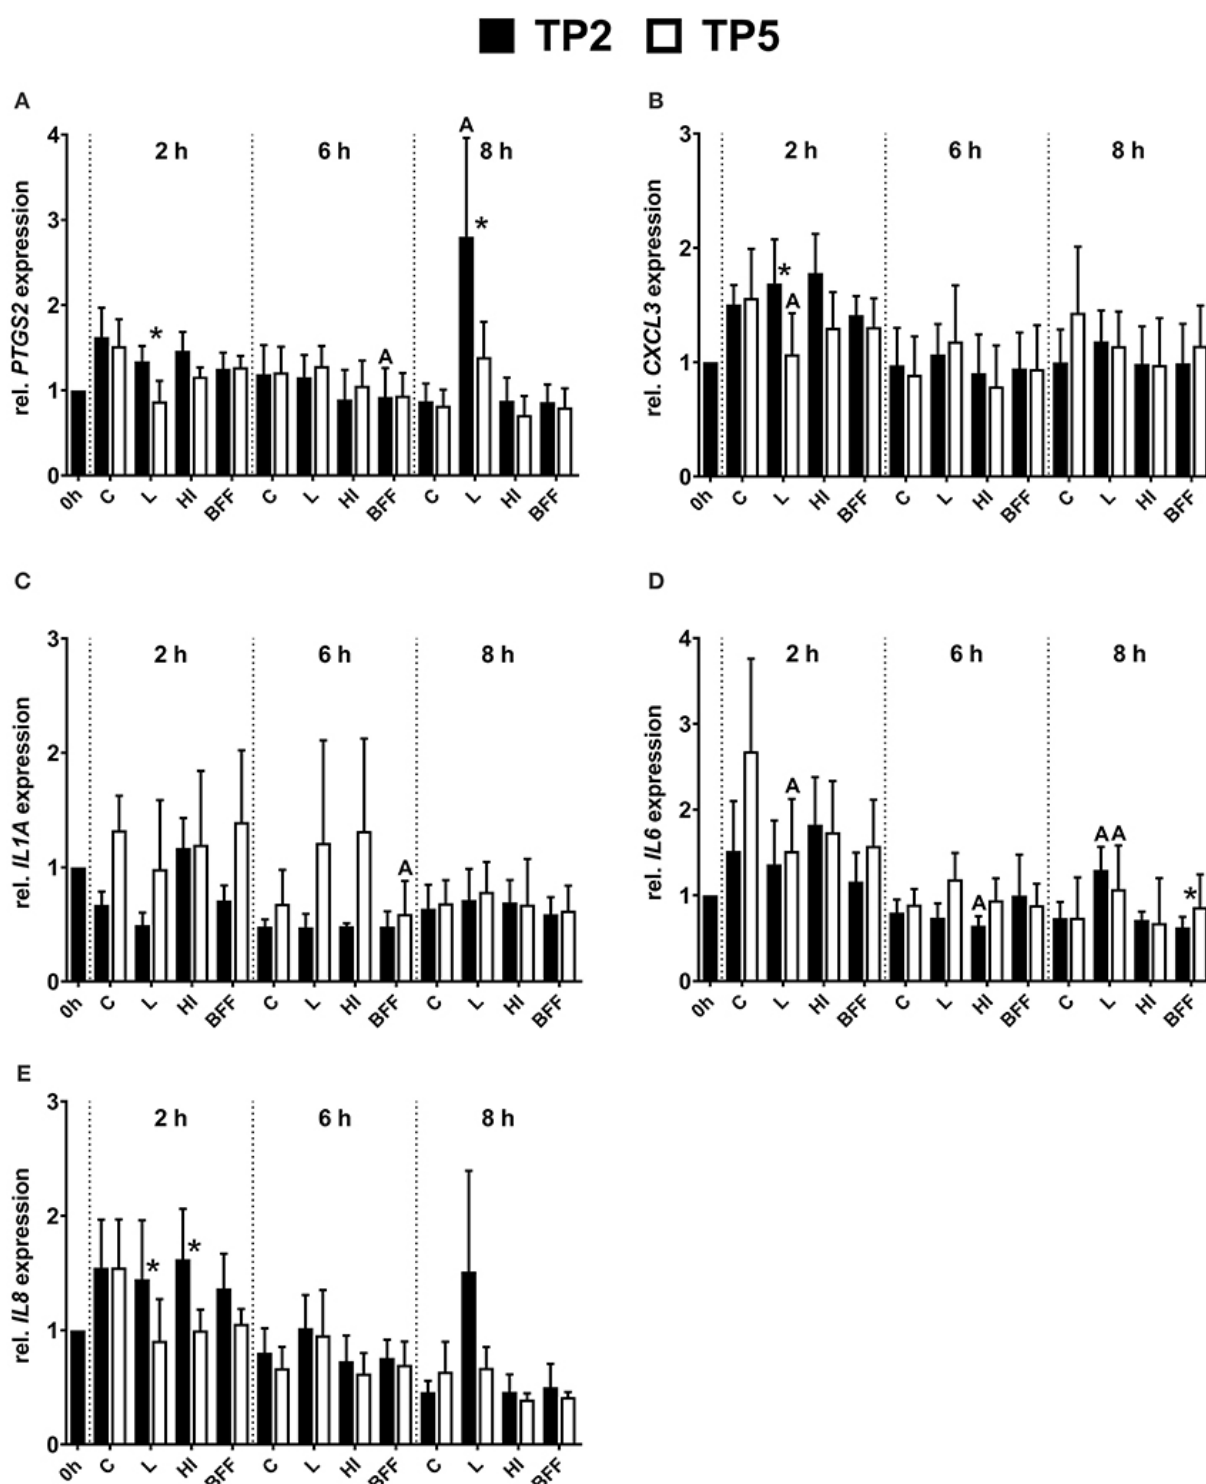 TP2 TP5
A
rel. PTGS2 expression
4
3
2
1
0
2 h 6 h 8 h
* A A *
0h C L HI BFF C L HI BFF C L HI BFF
B
rel. CXCL3 expression
3
2
1
0
2 h 6 h 8 h
* A
0h C L HI BFF C L HI BFF C L HI BFF
C
rel. IL1A expression
3
2
1
0
2 h 6 h 8 h
A
0h C L HI BFF C L HI BFF C L HI BFF
D
rel. IL6 expression
4
3
2
1
0
2 h 6 h 8 h
A A A A *
0h C L HI BFF C L HI BFF C L HI BFF
E
rel. IL8 expression
3
2
1
0
2 h 6 h 8 h
* *
0h C L HI BFF C L HI BFF C L HI BFF